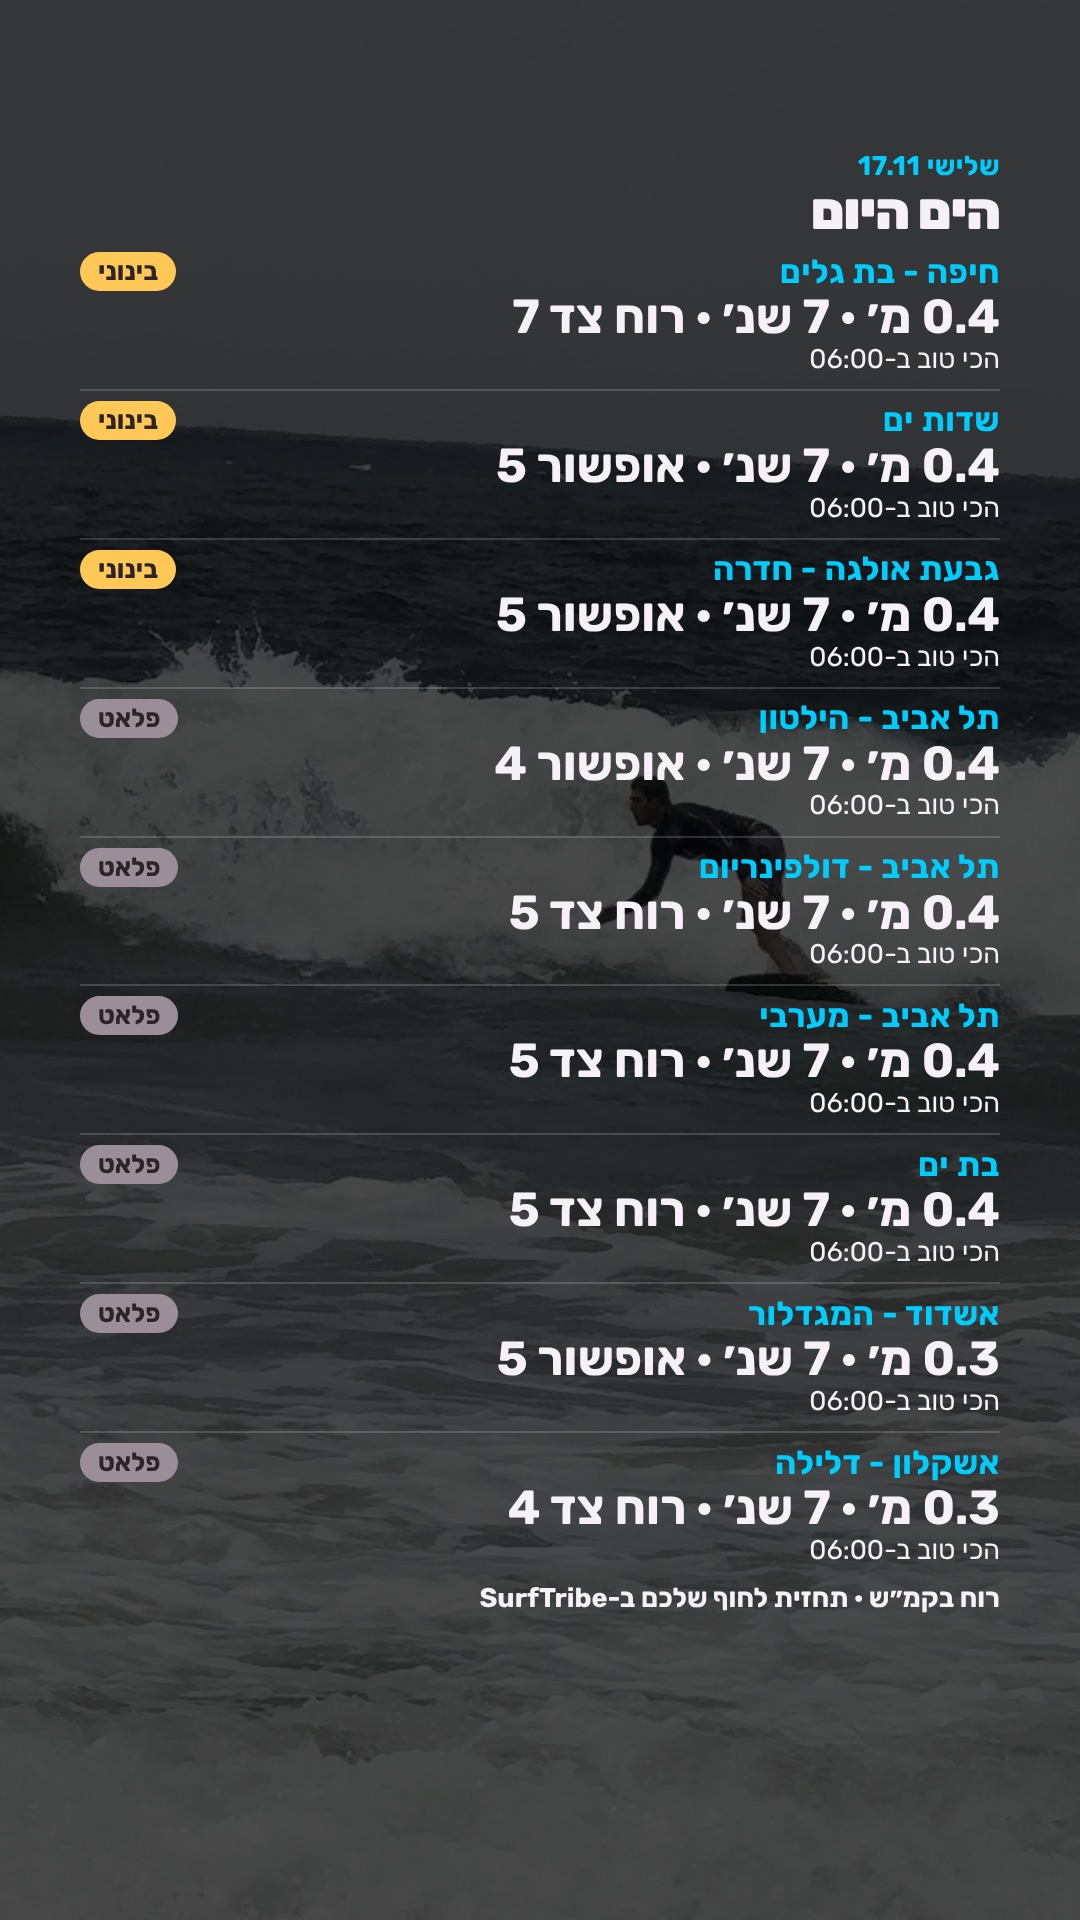 שלישי 17.11
הים היום
חיפה - בת גלים
בינוני
0.4 מ׳ • 7 שנ׳ • רוח צד 7
הכי טוב ב-06:00
שדות ים
בינוני
0.4 מ׳ • 7 שנ׳ • אופשור 5
הכי טוב ב-06:00
גבעת אולגה - חדרה
בינוני
0.4 מ׳ • 7 שנ׳ • אופשור 5
הכי טוב ב-06:00
תל אביב - הילטון
פלאט
0.4 מ׳ • 7 שנ׳ • אופשור 4
הכי טוב ב-06:00
תל אביב - דולפינריום
פלאט
0.4 מ׳ • 7 שנ׳ • רוח צד 5
הכי טוב ב-06:00
תל אביב - מערבי
פלאט
0.4 מ׳ • 7 שנ׳ • רוח צד 5
הכי טוב ב-06:00
בת ים
פלאט
0.4 מ׳ • 7 שנ׳ • רוח צד 5
הכי טוב ב-06:00
אשדוד - המגדלור
פלאט
0.3 מ׳ • 7 שנ׳ • אופשור 5
הכי טוב ב-06:00
אשקלון - דלילה
פלאט
0.3 מ׳ • 7 שנ׳ • רוח צד 4
הכי טוב ב-06:00
רוח בקמ״ש • תחזית לחוף שלכם ב-SurfTribe